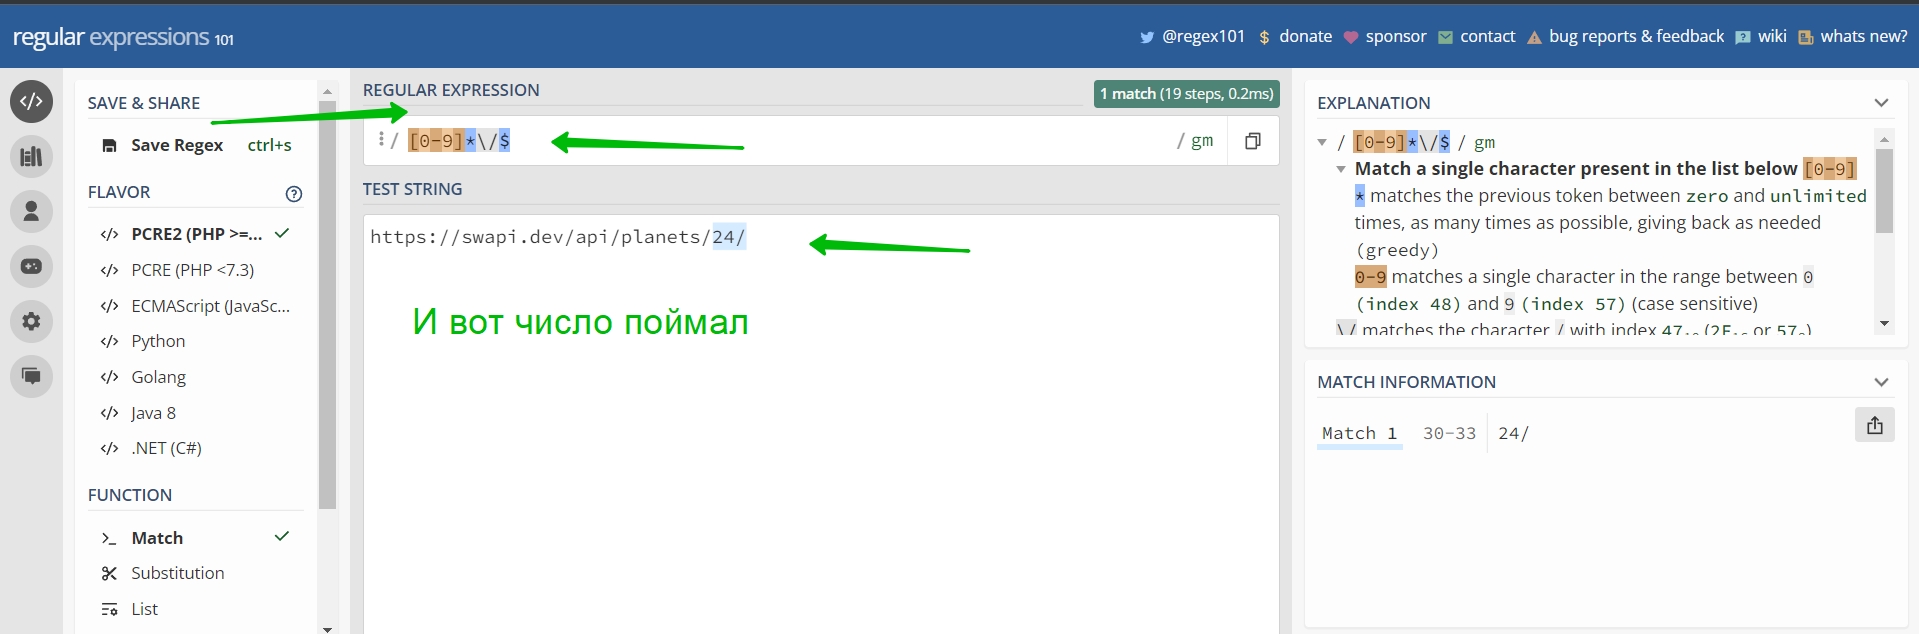 regular expressions 101
@regex101 $ donate sponsor contact bug reports & feedback wiki whats new?
SAVE & SHARE
Save Regex ctrl+s
FLAVOR
PCRE2 (PHP >=...
PCRE (PHP <7.3)
ECMAScript (JavaSc...
Python
Golang
Java 8
.NET (C#)
FUNCTION
Match
Substitution
List
REGULAR EXPRESSION
1 match (19 steps, 0.2ms)
/ [0-9]*\/$ / gm
TEST STRING
https://swapi.dev/api/planets/24/
И вот число поймал
EXPLANATION
/ [0-9]*\/$ / gm
Match a single character present in the list below [0-9]
* matches the previous token between zero and unlimited
times, as many times as possible, giving back as needed
(greedy)
0-9 matches a single character in the range between 0
(index 48) and 9 (index 57) (case sensitive)
\/ matches the character / with index 47₁₀ (2F₁₆ or 57₈)
MATCH INFORMATION
Match 1 30-33 24/